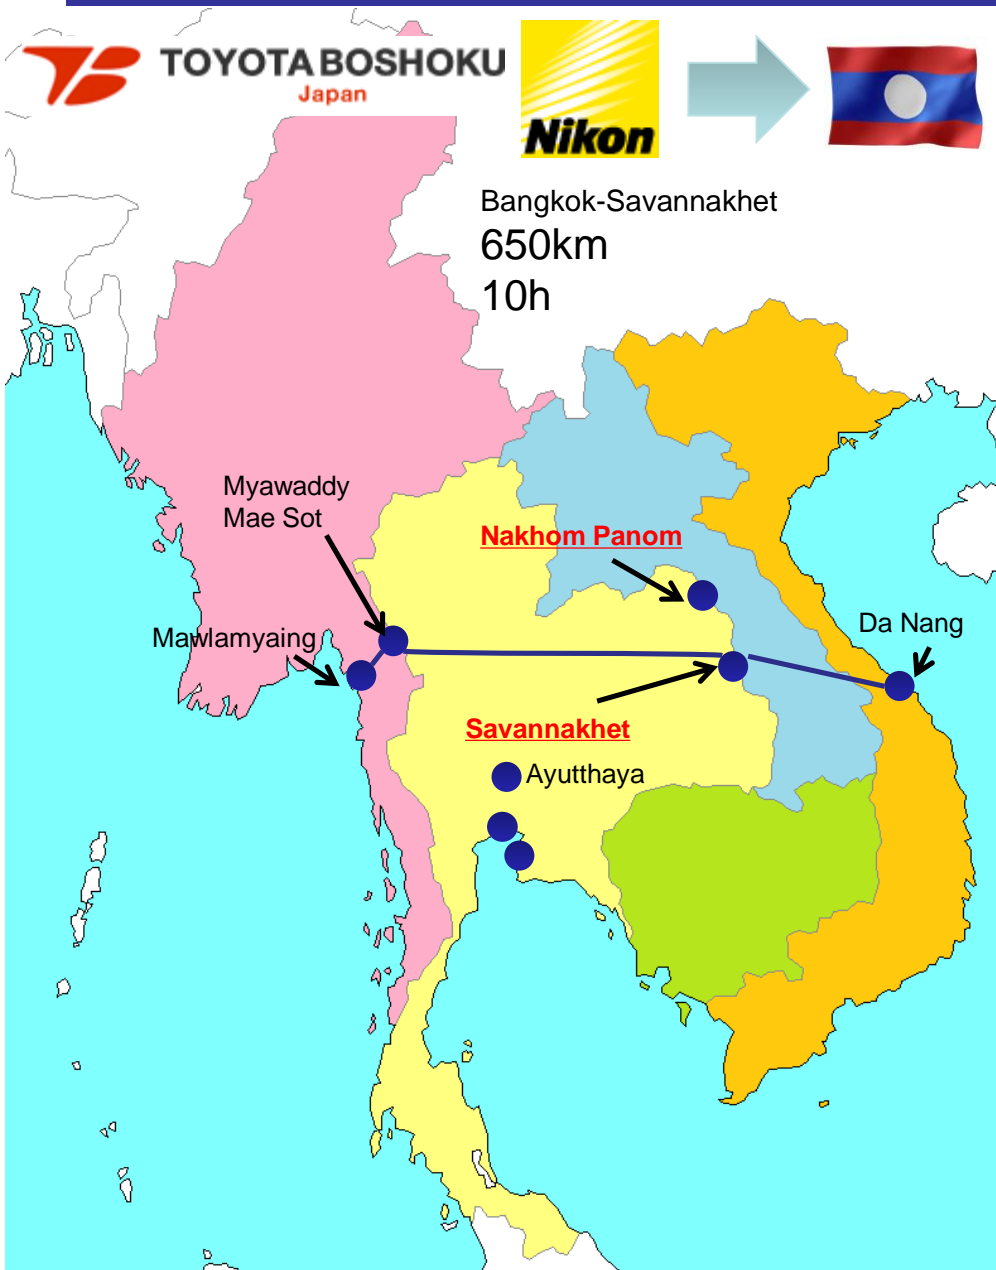 TOYOTA BOSHOKU
Japan
Nikon
Bangkok-Savannakhet
650km
10h
Myawaddy
Mae Sot
Nakhom Panom
Mawlamyaing
Da Nang
Savannakhet
Ayutthaya